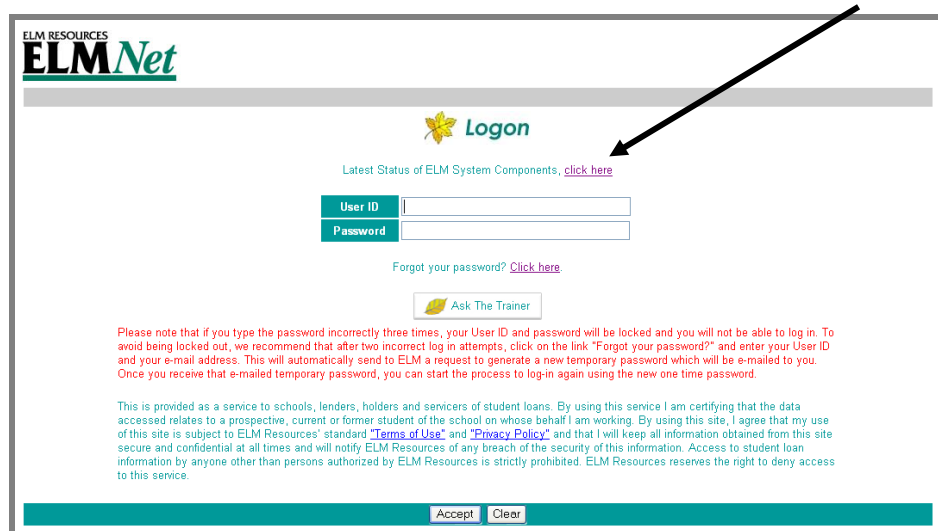 ELM RESOURCES
ELMNet
Logon
Latest Status of ELM System Components, click here
User ID
Password
Forgot your password? Click here.
Ask The Trainer
Please note that if you type the password incorrectly three times, your User ID and password will be locked and you will not be able to log in. To
avoid being locked out, we recommend that after two incorrect log in attempts, click on the link "Forgot your password?" and enter your User ID
and your e-mail address. This will automatically send to ELM a request to generate a new temporary password which will be e-mailed to you.
Once you receive that e-mailed temporary password, you can start the process to log-in again using the new one time password.
This is provided as a service to schools, lenders, holders and servicers of student loans. By using this service I am certifying that the data
accessed relates to a prospective, current or former student of the school on whose behalf I am working. By using this site, I agree that my use
of this site is subject to ELM Resources' standard "Terms of Use" and "Privacy Policy" and that I will keep all information obtained from this site
secure and confidential at all times and will notify ELM Resources of any breach of the security of this information. Access to student loan
information by anyone other than persons authorized by ELM Resources is strictly prohibited. ELM Resources reserves the right to deny access
to this service.
Accept Clear